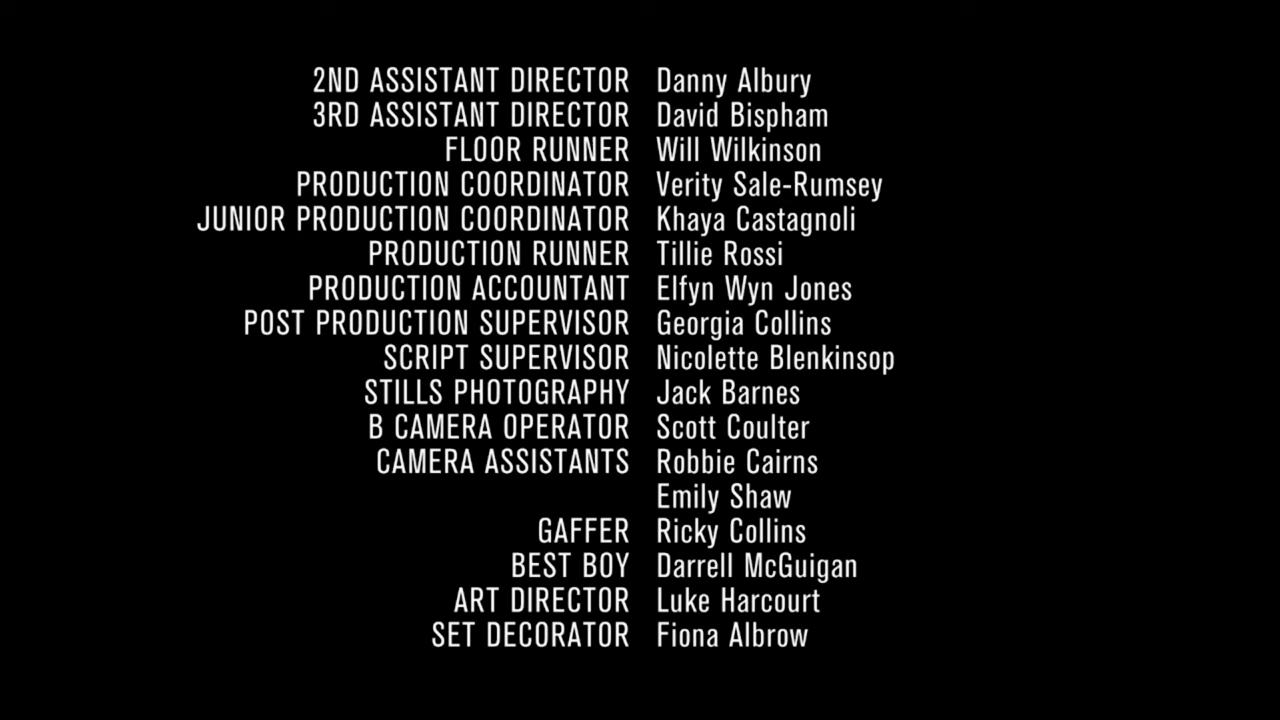 2ND ASSISTANT DIRECTOR Danny Albury
3RD ASSISTANT DIRECTOR David Bispham
FLOOR RUNNER Will Wilkinson
PRODUCTION COORDINATOR Verity Sale-Rumsey
JUNIOR PRODUCTION COORDINATOR Khaya Castagnoli
PRODUCTION RUNNER Tillie Rossi
PRODUCTION ACCOUNTANT Elfyn Wyn Jones
POST PRODUCTION SUPERVISOR Georgia Collins
SCRIPT SUPERVISOR Nicolette Blenkinsop
STILLS PHOTOGRAPHY Jack Barnes
B CAMERA OPERATOR Scott Coulter
CAMERA ASSISTANTS Robbie Cairns
Emily Shaw
GAFFER Ricky Collins
BEST BOY Darrell McGuigan
ART DIRECTOR Luke Harcourt
SET DECORATOR Fiona Albrow